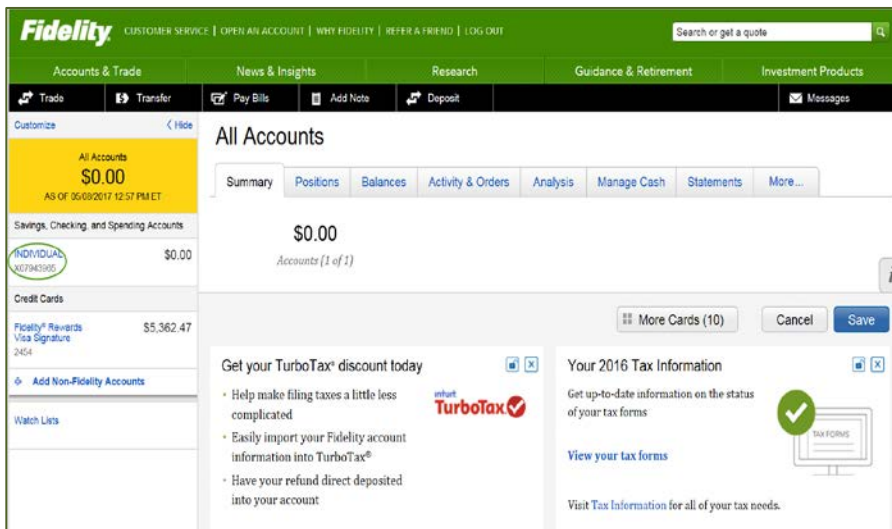 Fidelity CUSTOMER SERVICE | OPEN AN ACCOUNT | WHY FIDELITY | REFER A FRIEND | LOG OUT Search or get a quote
Accounts & Trade News & Insights Research Guidance & Retirement Investment Products
Trade Transfer Pay Bills Add Note Deposit Messages
Customize Hide
All Accounts
$0.00
AS OF 05/08/2017 12:57 PM ET
Savings, Checking, and Spending Accounts
INDIVIDUAL $0.00
X07943965
Credit Cards
Fidelity® Rewards $5,362.47
Visa Signature
2454
Add Non-Fidelity Accounts
Watch Lists
All Accounts
Summary Positions Balances Activity & Orders Analysis Manage Cash Statements More...
$0.00
Accounts (1 of 1)
More Cards (10) Cancel Save
Get your TurboTax® discount today
• Help make filing taxes a little less
complicated
• Easily import your Fidelity account
information into TurboTax®
• Have your refund direct deposited
into your account
intuit
TurboTax
Your 2016 Tax Information
Get up-to-date information on the status
of your tax forms
View your tax forms
TAX FORMS
Visit Tax Information for all of your tax needs.